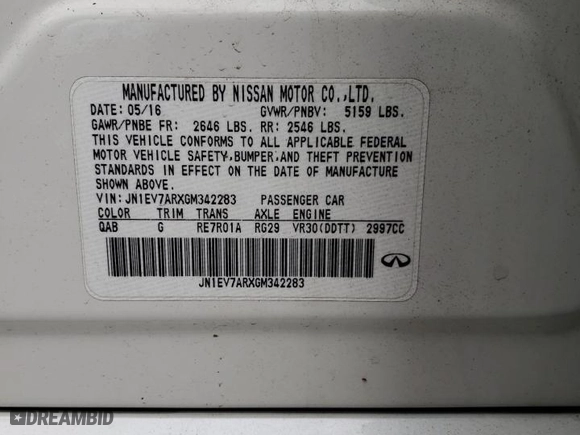 MANUFACTURED BY NISSAN MOTOR CO.,LTD.
DATE: 05/16 GVWR/PNBV: 5159 LBS.
GAWR/PNBE FR: 2646 LBS. RR: 2546 LBS.
THIS VEHICLE CONFORMS TO ALL APPLICABLE FEDERAL
MOTOR VEHICLE SAFETY,BUMPER,AND THEFT PREVENTION
STANDARDS IN EFFECT ON THE DATE OF MANUFACTURE
SHOWN ABOVE.
VIN: JN1EV7ARXGM342283 PASSENGER CAR
COLOR TRIM TRANS AXLE ENGINE
QAB G RE7R01A RG29 VR30(DDTT) 2997CC
JN1EV7ARXGM342283
DREAMBID